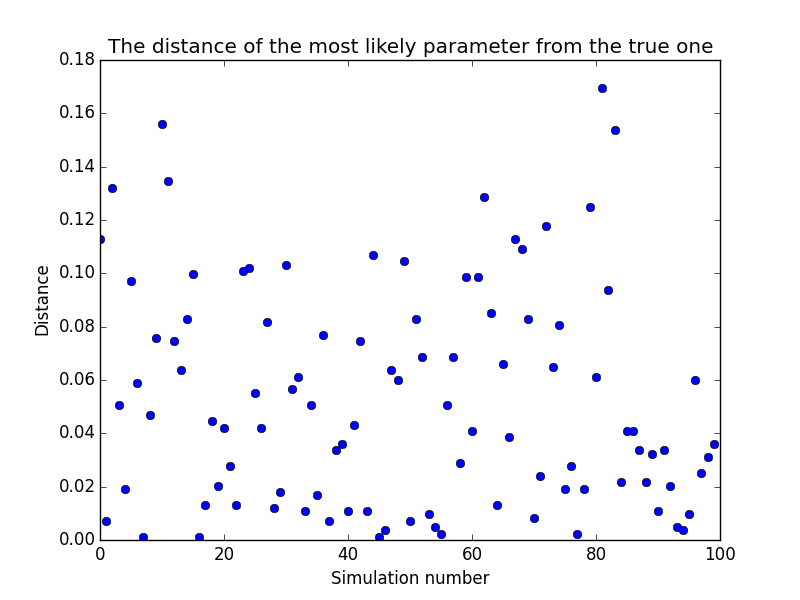 The distance of the most likely parameter from the true one
0.18
0.16
0.14
0.12
0.10
0.08
0.06
0.04
0.02
0.00
Distance
0 20 40 60 80 100
Simulation number